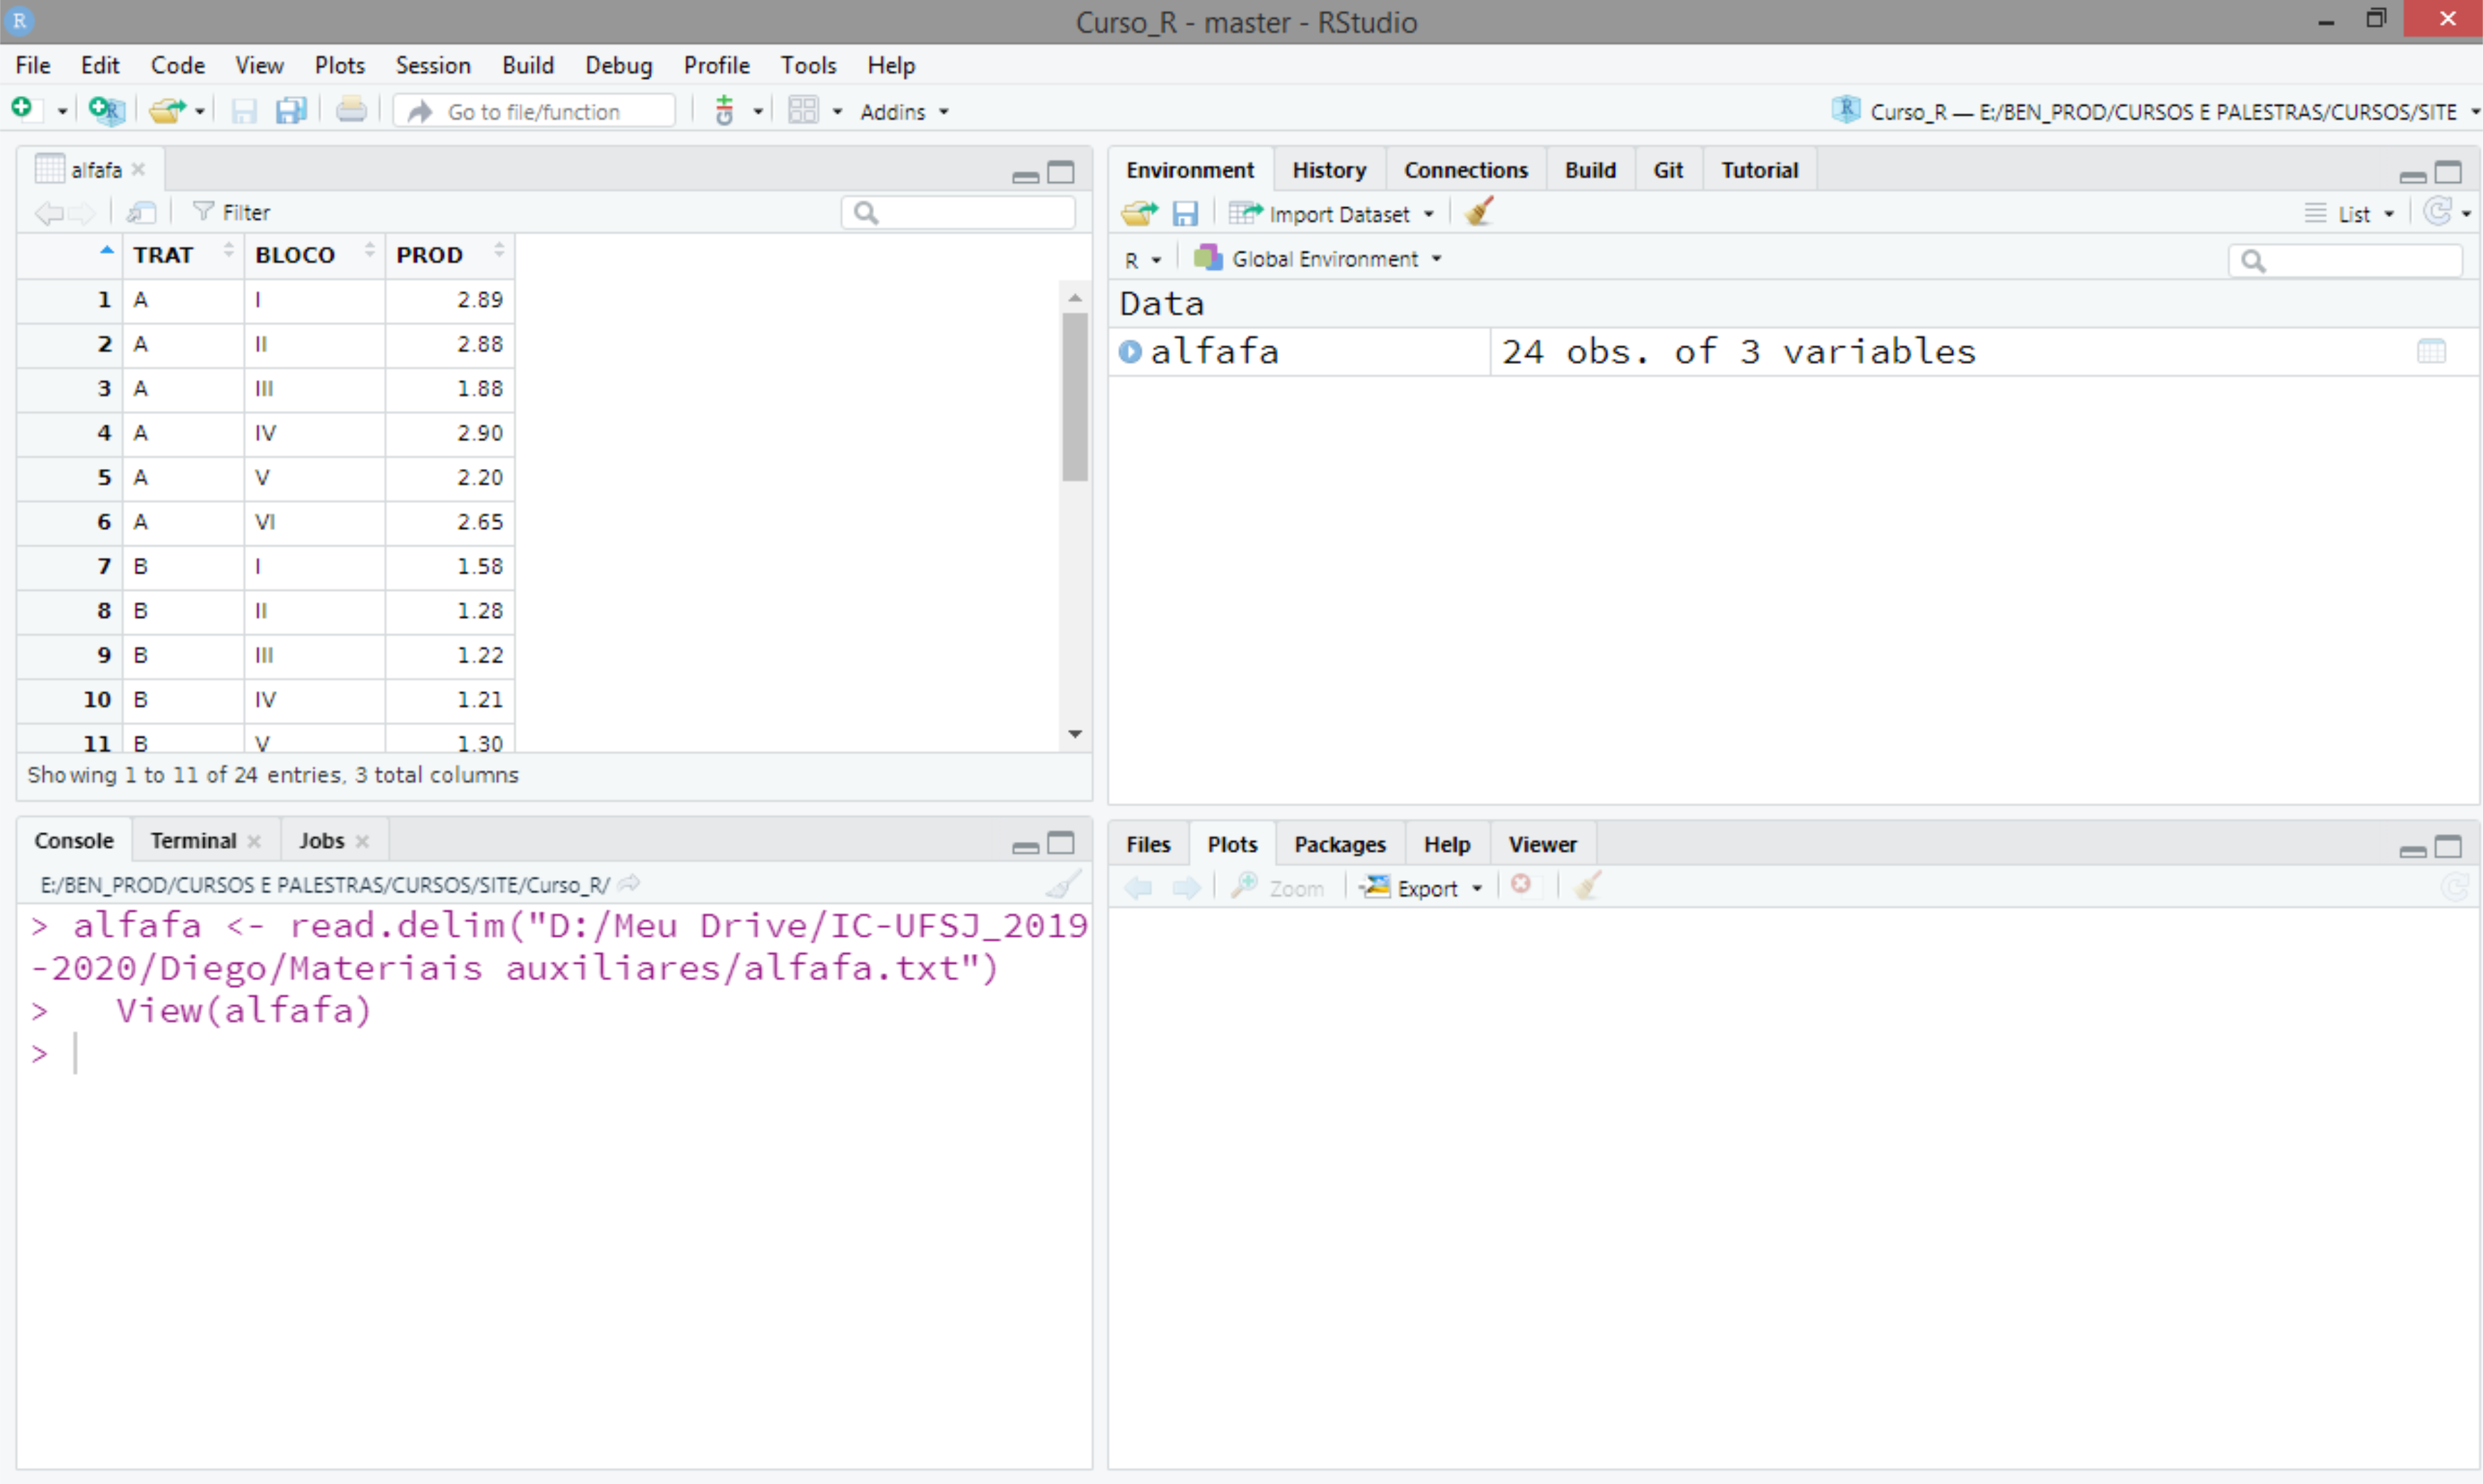 R
Curso_R - master - RStudio
File Edit Code View Plots Session Build Debug Profile Tools Help
Go to file/function Addins
Curso_R — E:/BEN_PROD/CURSOS E PALESTRAS/CURSOS/SITE
alfafa
Filter
TRAT BLOCO PROD
1 A I 2.89
2 A II 2.88
3 A III 1.88
4 A IV 2.90
5 A V 2.20
6 A VI 2.65
7 B I 1.58
8 B II 1.28
9 B III 1.22
10 B IV 1.21
11 B V 1.30
Showing 1 to 11 of 24 entries, 3 total columns
Environment History Connections Build Git Tutorial
Import Dataset List
R Global Environment
Data
alfafa 24 obs. of 3 variables
Console Terminal Jobs
E:/BEN_PROD/CURSOS E PALESTRAS/CURSOS/SITE/Curso_R/
> alfafa <- read.delim("D:/Meu Drive/IC-UFSJ_2019
-2020/Diego/Materiais auxiliares/alfafa.txt")
>   View(alfafa)
>
Files Plots Packages Help Viewer
Zoom Export